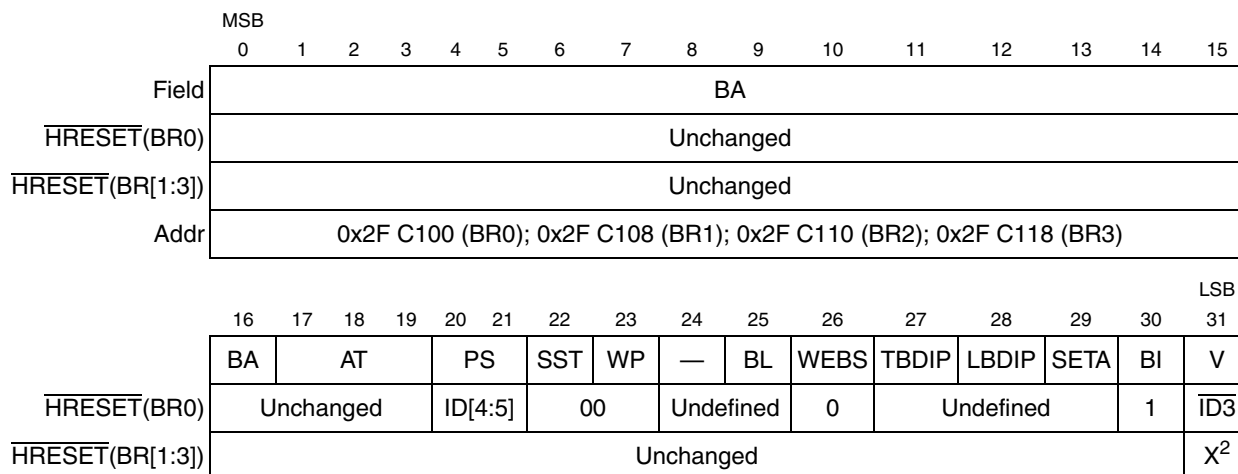 MSB
0 1 2 3 4 5 6 7 8 9 10 11 12 13 14 15
Field BA
HRESET(BR0) Unchanged
HRESET(BR[1:3]) Unchanged
Addr 0x2F C100 (BR0); 0x2F C108 (BR1); 0x2F C110 (BR2); 0x2F C118 (BR3)
LSB
16 17 18 19 20 21 22 23 24 25 26 27 28 29 30 31
BA AT PS SST WP — BL WEBS TBDIP LBDIP SETA BI V
HRESET(BR0) Unchanged ID[4:5] 00 Undefined 0 Undefined 1 ID3
HRESET(BR[1:3]) Unchanged X2